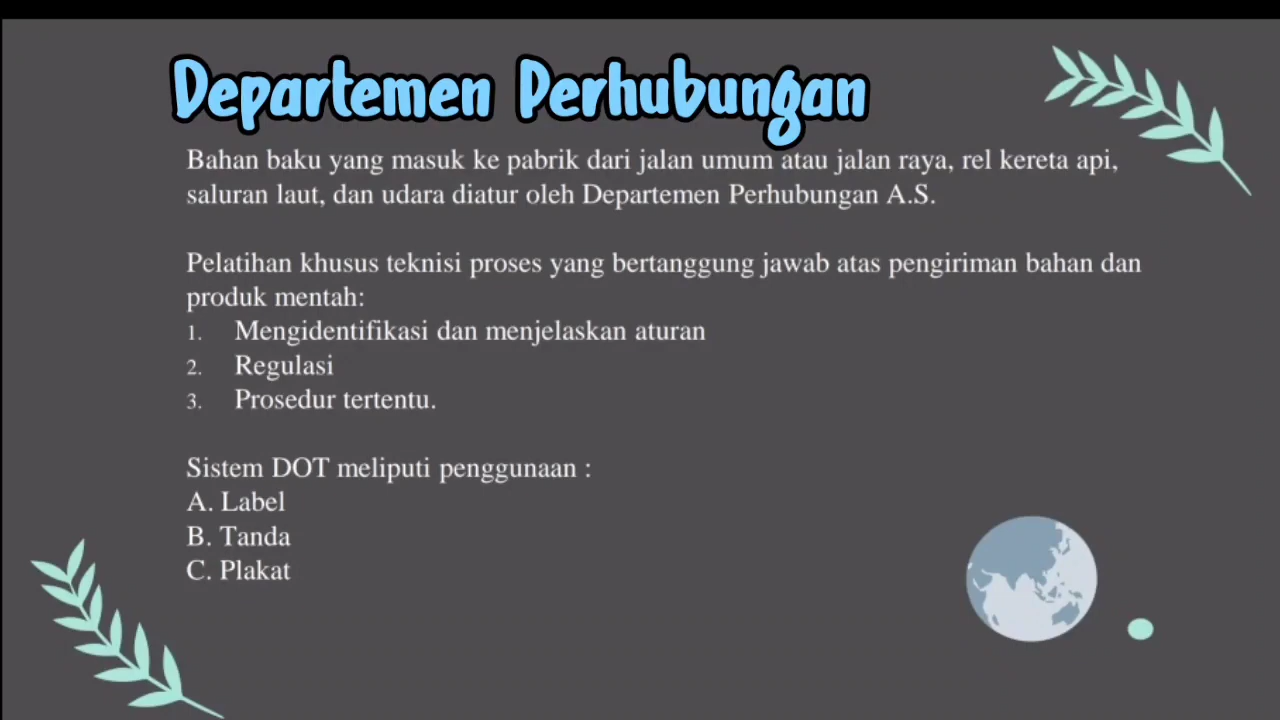 Departemen Perhubungan
Bahan baku yang masuk ke pabrik dari jalan umum atau jalan raya, rel kereta api,
saluran laut, dan udara diatur oleh Departemen Perhubungan A.S.
Pelatihan khusus teknisi proses yang bertanggung jawab atas pengiriman bahan dan
produk mentah:
1. Mengidentifikasi dan menjelaskan aturan
2. Regulasi
3. Prosedur tertentu.
Sistem DOT meliputi penggunaan :
A. Label
B. Tanda
C. Plakat